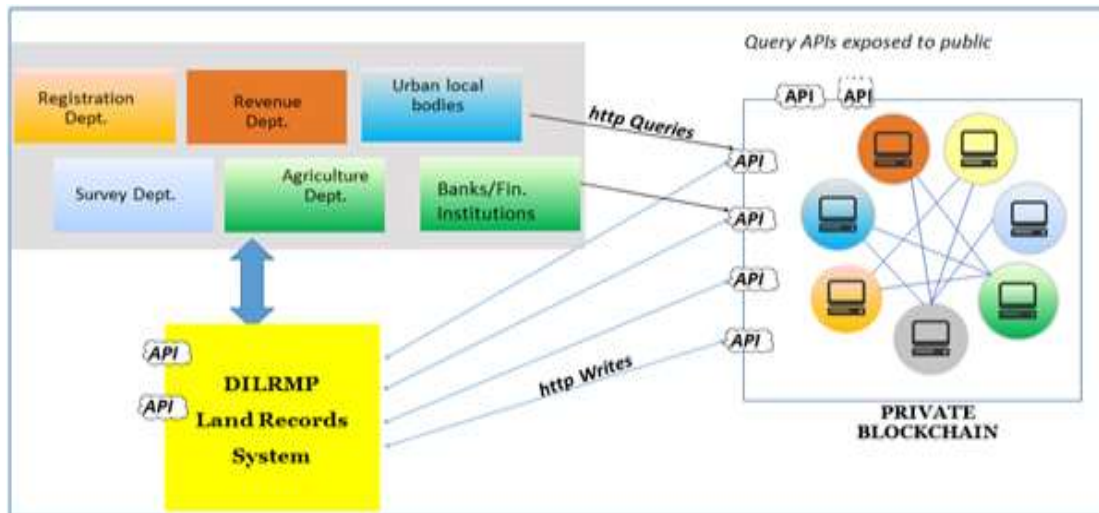 Query APIs exposed to public
Registration
Dept.
Revenue
Dept.
Urban local
bodies
Survey Dept.
Agriculture
Dept.
Banks/Fin.
Institutions
http Queries
API
API
API
API
API
API
API
API
http Writes
DILRMP
Land Records
System
PRIVATE
BLOCKCHAIN